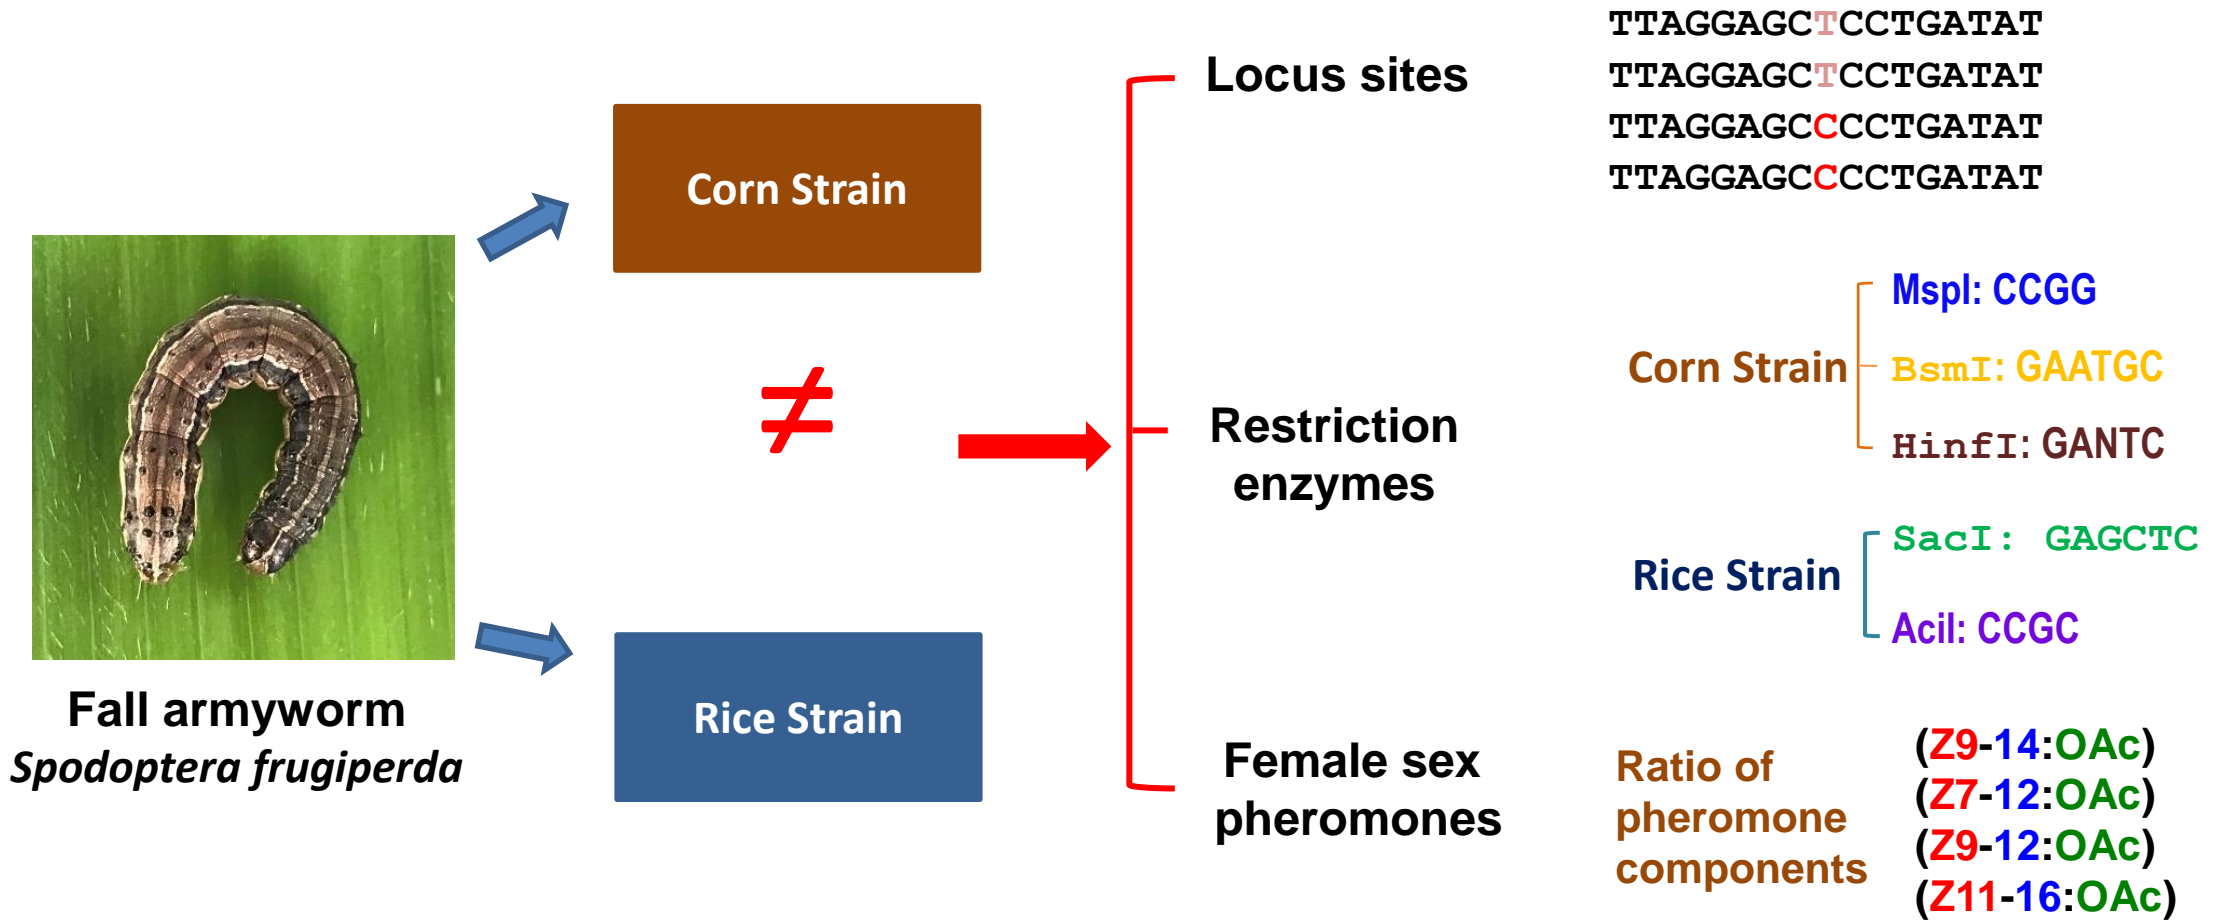 Fall armyworm
Spodoptera frugiperda
Corn Strain
≠
Rice Strain
Locus sites
TTAGGAGCTCCTGATAT
TTAGGAGCTCCTGATAT
TTAGGAGCCCCTGATAT
TTAGGAGCCCCTGATAT
Restriction
enzymes
Corn Strain
MspI: CCGG
BsmI: GAATGC
HinfI: GANTC
Rice Strain
SacI: GAGCTC
AciI: CCGC
Female sex
pheromones
Ratio of
pheromone
components
(Z9-14:OAc)
(Z7-12:OAc)
(Z9-12:OAc)
(Z11-16:OAc)